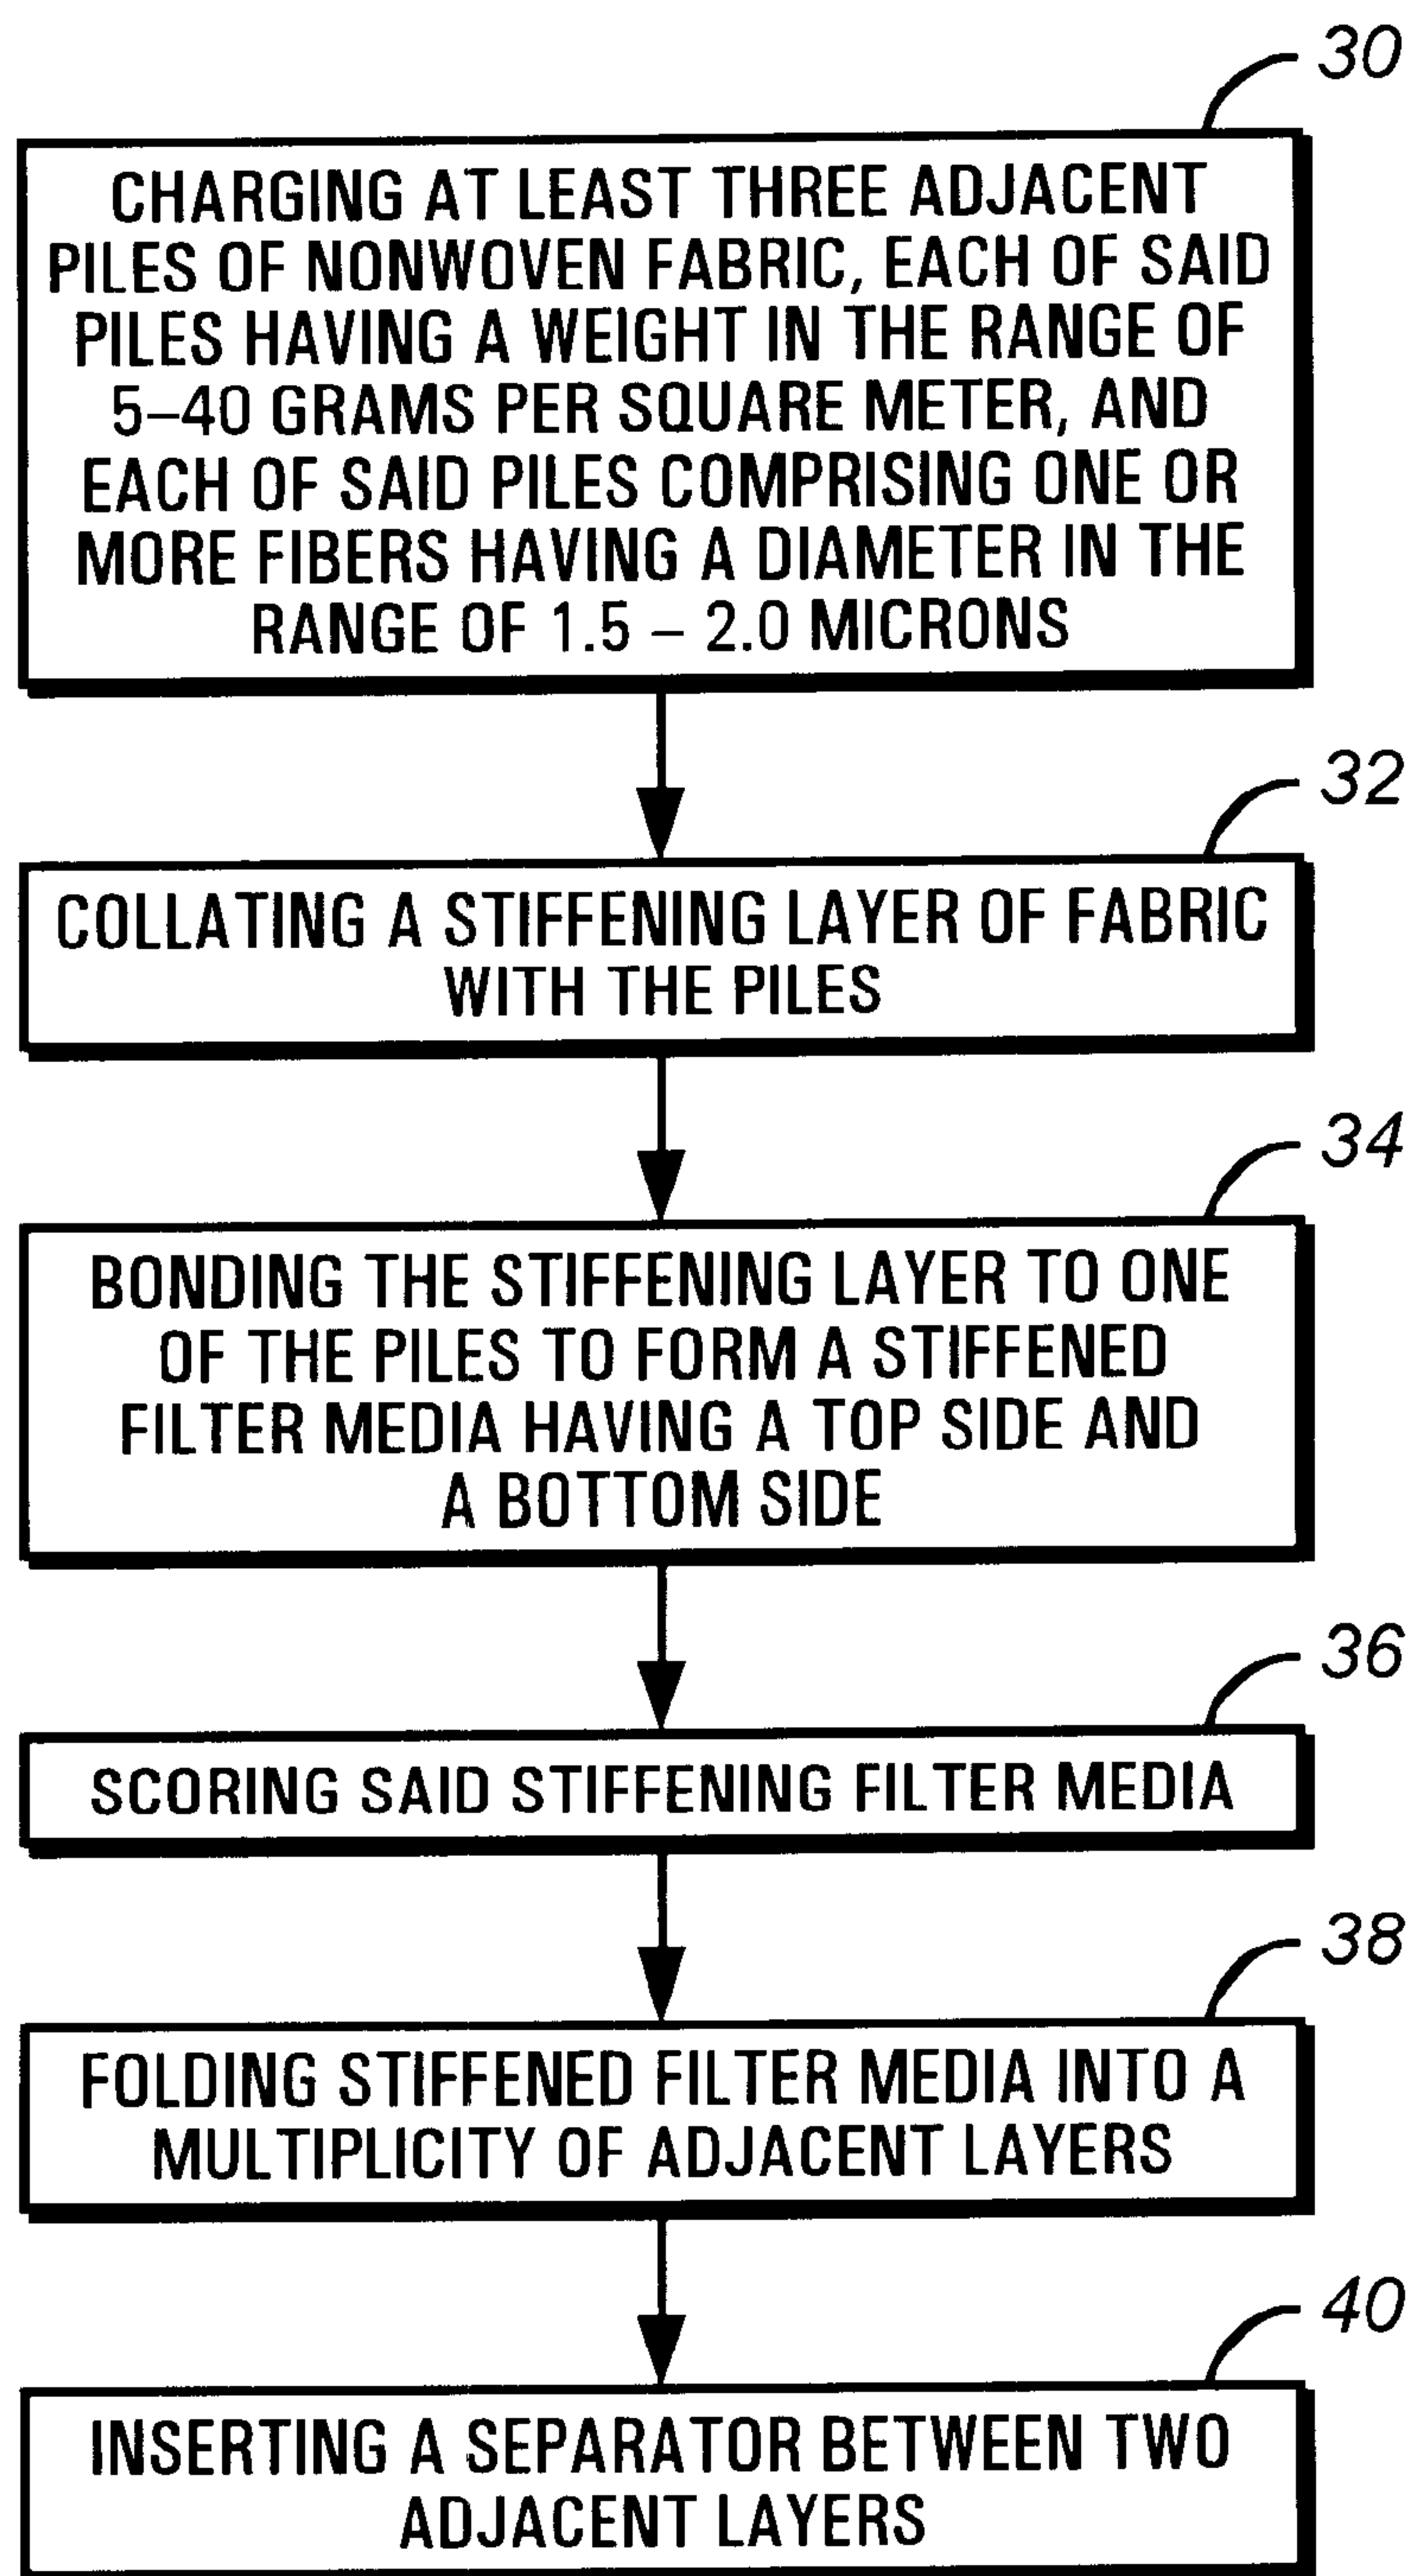 30
CHARGING AT LEAST THREE ADJACENT
PILES OF NONWOVEN FABRIC, EACH OF SAID
PILES HAVING A WEIGHT IN THE RANGE OF
5–40 GRAMS PER SQUARE METER, AND
EACH OF SAID PILES COMPRISING ONE OR
MORE FIBERS HAVING A DIAMETER IN THE
RANGE OF 1.5 – 2.0 MICRONS
32
COLLATING A STIFFENING LAYER OF FABRIC
WITH THE PILES
34
BONDING THE STIFFENING LAYER TO ONE
OF THE PILES TO FORM A STIFFENED
FILTER MEDIA HAVING A TOP SIDE AND
A BOTTOM SIDE
36
SCORING SAID STIFFENING FILTER MEDIA
38
FOLDING STIFFENED FILTER MEDIA INTO A
MULTIPLICITY OF ADJACENT LAYERS
40
INSERTING A SEPARATOR BETWEEN TWO
ADJACENT LAYERS